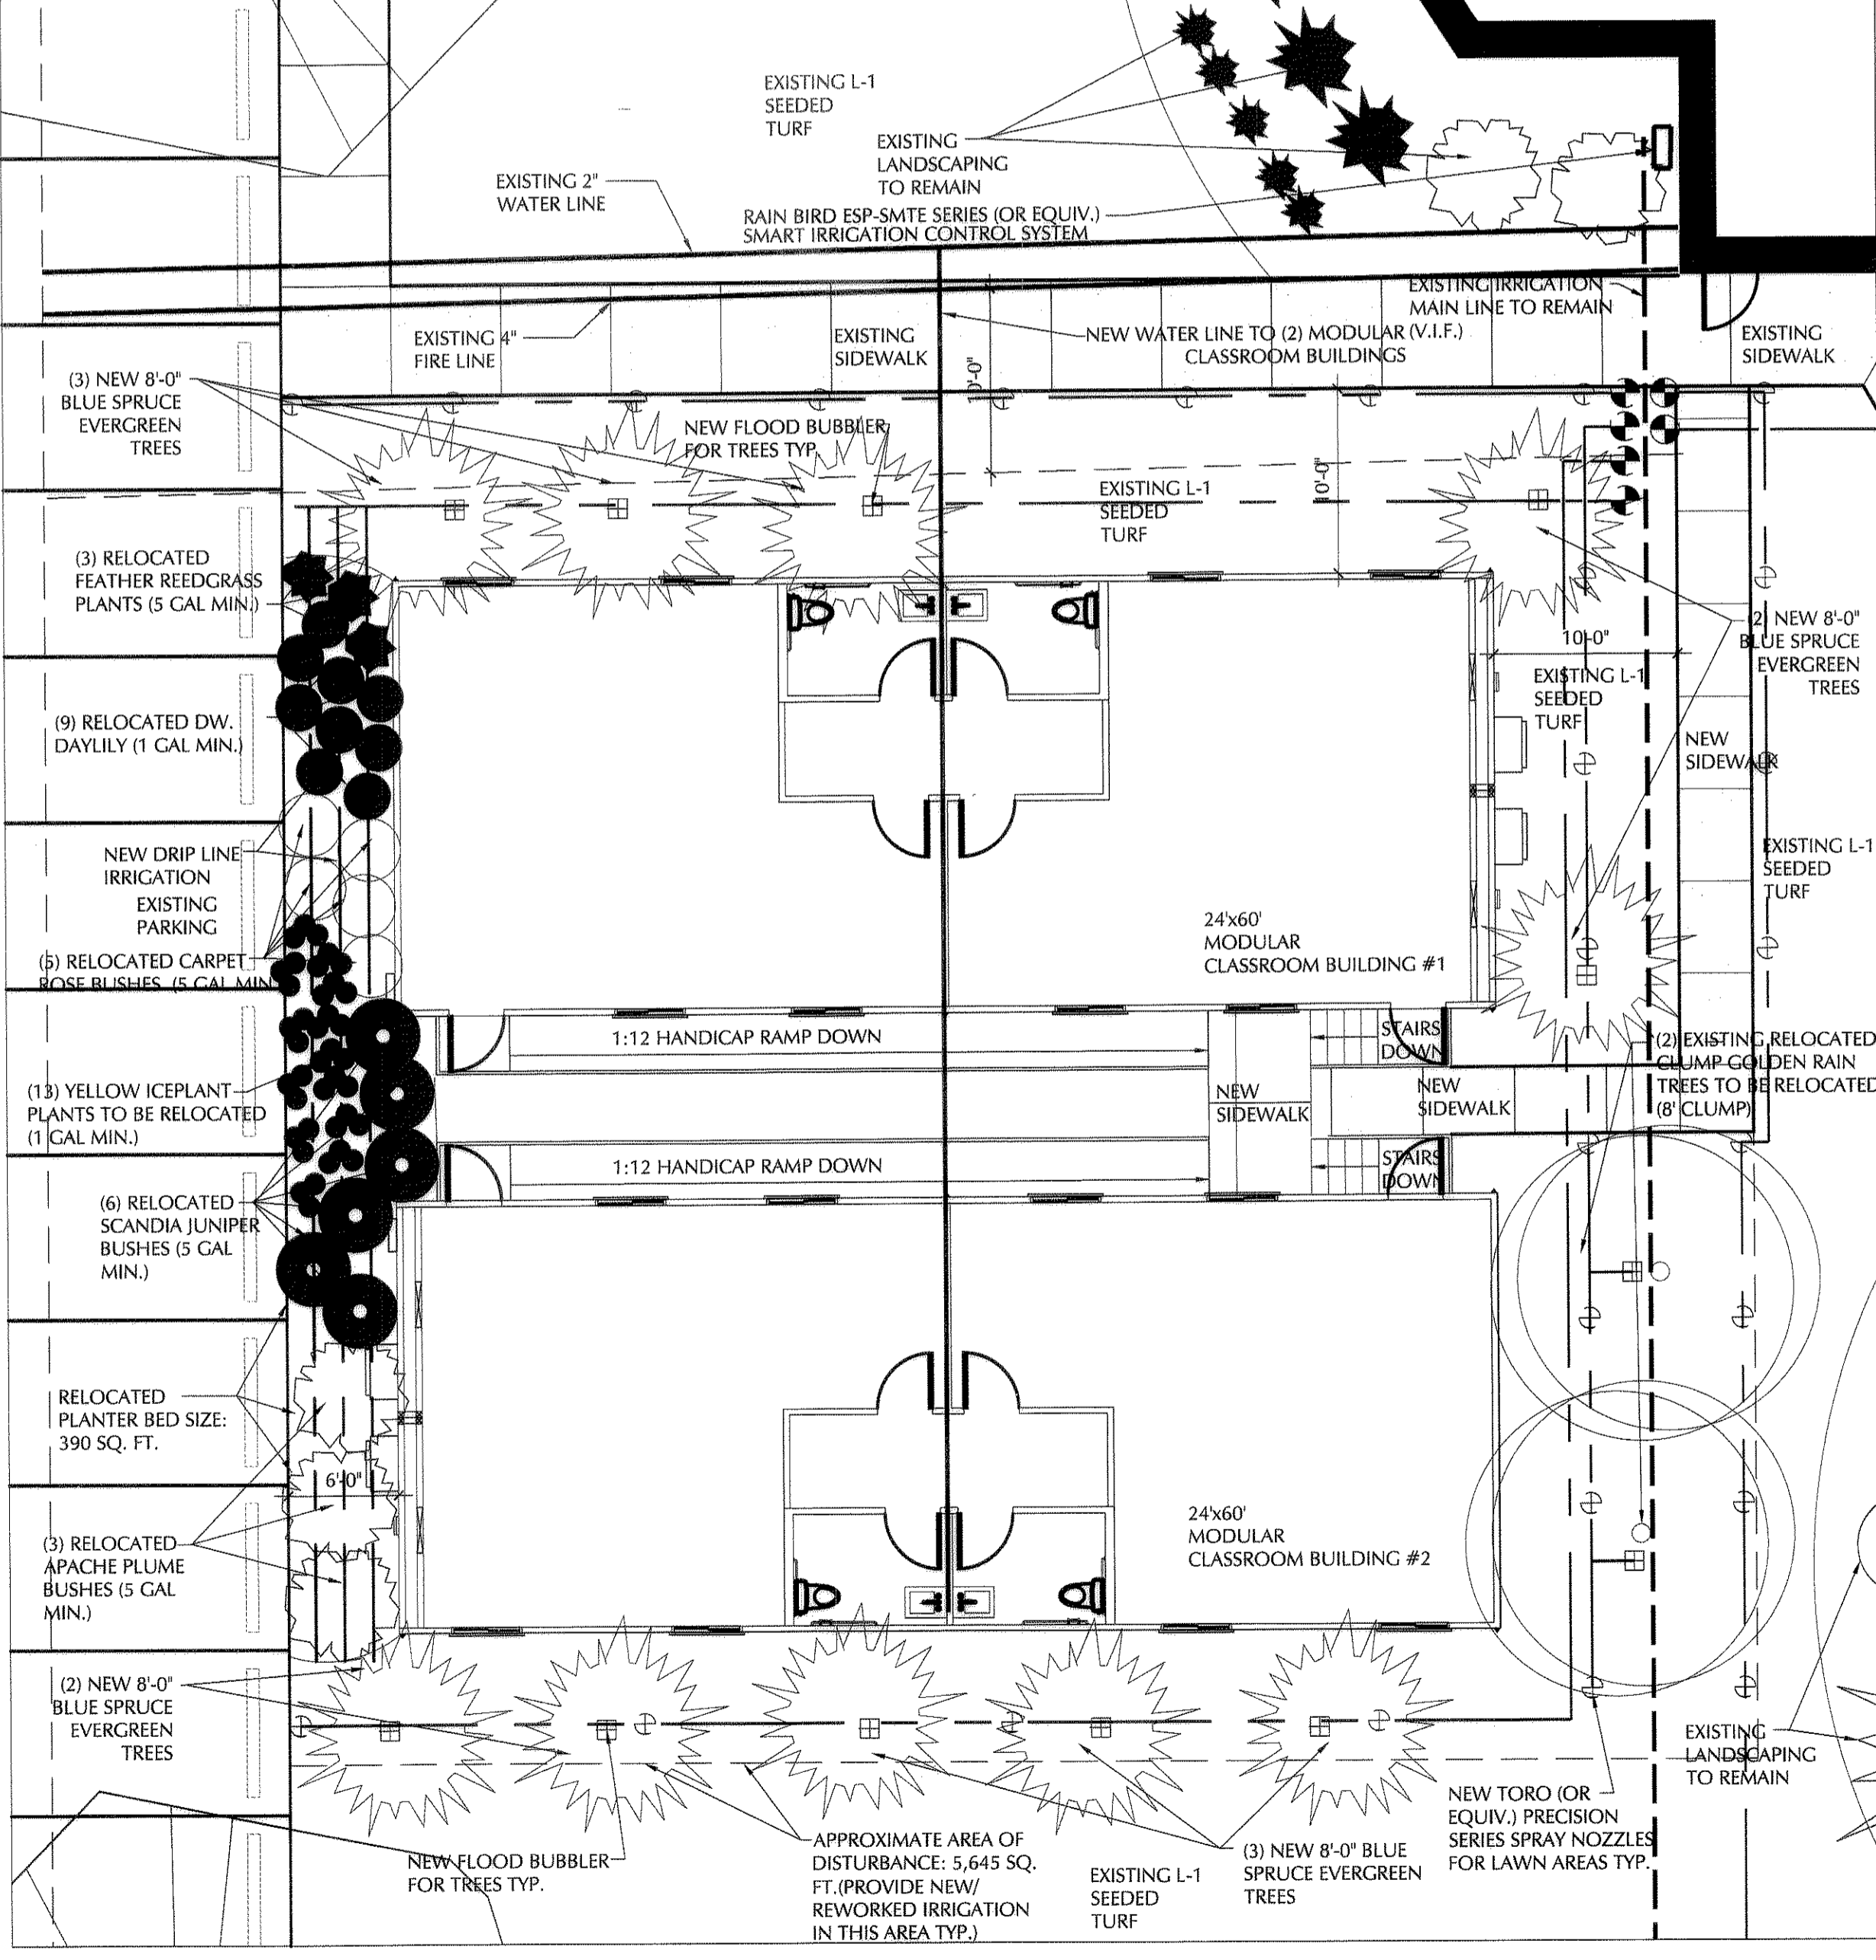 EXISTING L-1
SEEDED
TURF
EXISTING
LANDSCAPING
TO REMAIN
EXISTING 2"
WATER LINE
RAIN BIRD ESP-SMTE SERIES (OR EQUIV.)
SMART IRRIGATION CONTROL SYSTEM
EXISTING IRRIGATION
MAIN LINE TO REMAIN
EXISTING 4"
FIRE LINE
EXISTING
SIDEWALK
NEW WATER LINE TO (2) MODULAR (V.I.F.)
CLASSROOM BUILDINGS
EXISTING
SIDEWALK
(3) NEW 8'-0"
BLUE SPRUCE
EVERGREEN
TREES
NEW FLOOD BUBBLER
FOR TREES TYP.
10'-0"
10'-0"
EXISTING L-1
SEEDED
TURF
(3) RELOCATED
FEATHER REEDGRASS
PLANTS (5 GAL MIN.)
(2) NEW 8'-0"
BLUE SPRUCE
EVERGREEN
TREES
10'-0"
EXISTING L-1
SEEDED
TURF
(9) RELOCATED DW.
DAYLILY (1 GAL MIN.)
NEW
SIDEWALK
NEW DRIP LINE
IRRIGATION
EXISTING
PARKING
EXISTING L-1
SEEDED
TURF
(5) RELOCATED CARPET
ROSE BUSHES (5 GAL MIN
24'x60'
MODULAR
CLASSROOM BUILDING #1
1:12 HANDICAP RAMP DOWN
STAIRS
DOWN
(2) EXISTING RELOCATED
CLUMP GOLDEN RAIN
TREES TO BE RELOCATED
(8' CLUMP)
(13) YELLOW ICEPLANT
PLANTS TO BE RELOCATED
(1 GAL MIN.)
NEW
SIDEWALK
NEW
SIDEWALK
1:12 HANDICAP RAMP DOWN
STAIRS
DOWN
(6) RELOCATED
SCANDIA JUNIPER
BUSHES (5 GAL
MIN.)
RELOCATED
PLANTER BED SIZE:
390 SQ. FT.
6'-0"
24'x60'
MODULAR
CLASSROOM BUILDING #2
(3) RELOCATED
APACHE PLUME
BUSHES (5 GAL
MIN.)
(2) NEW 8'-0"
BLUE SPRUCE
EVERGREEN
TREES
EXISTING
LANDSCAPING
TO REMAIN
NEW FLOOD BUBBLER
FOR TREES TYP.
APPROXIMATE AREA OF
DISTURBANCE: 5,645 SQ.
FT.(PROVIDE NEW/
REWORKED IRRIGATION
IN THIS AREA TYP.)
EXISTING L-1
SEEDED
TURF
(3) NEW 8'-0" BLUE
SPRUCE EVERGREEN
TREES
NEW TORO (OR
EQUIV.) PRECISION
SERIES SPRAY NOZZLES
FOR LAWN AREAS TYP.